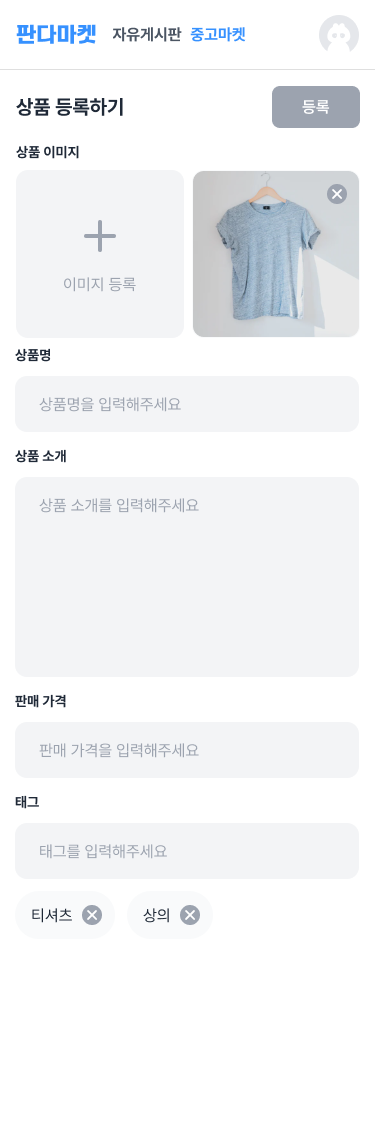 판다마켓 자유게시판 중고마켓
상품 등록하기 등록
상품 이미지
이미지 등록
상품명
상품명을 입력해주세요
상품 소개
상품 소개를 입력해주세요
판매 가격
판매 가격을 입력해주세요
태그
태그를 입력해주세요
티셔츠 상의